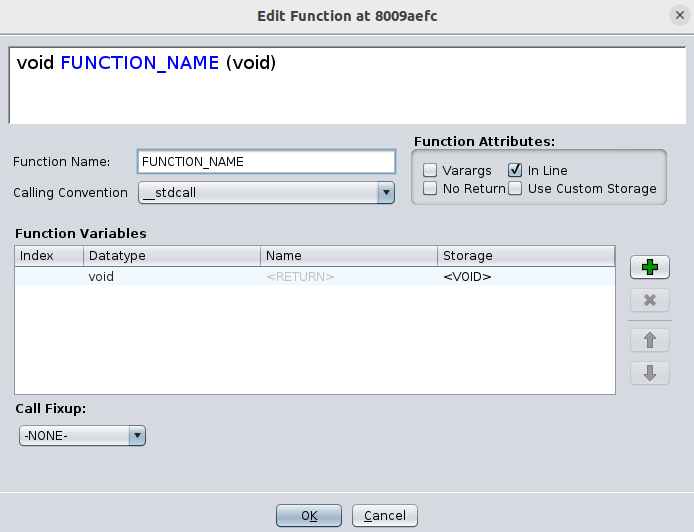 Edit Function at 8009aefc
void FUNCTION_NAME (void)
Function Attributes:
Function Name: FUNCTION_NAME
Varargs In Line
Calling Convention __stdcall
No Return Use Custom Storage
Function Variables
Index Datatype Name Storage
void <RETURN> <VOID>
Call Fixup:
-NONE-
OK Cancel